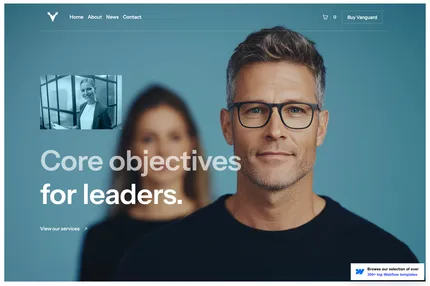 Home About News Contact
0
Buy Vanguard
Core objectives
for leaders.
View our services
Browse our selection of over
200+ top Webflow templates